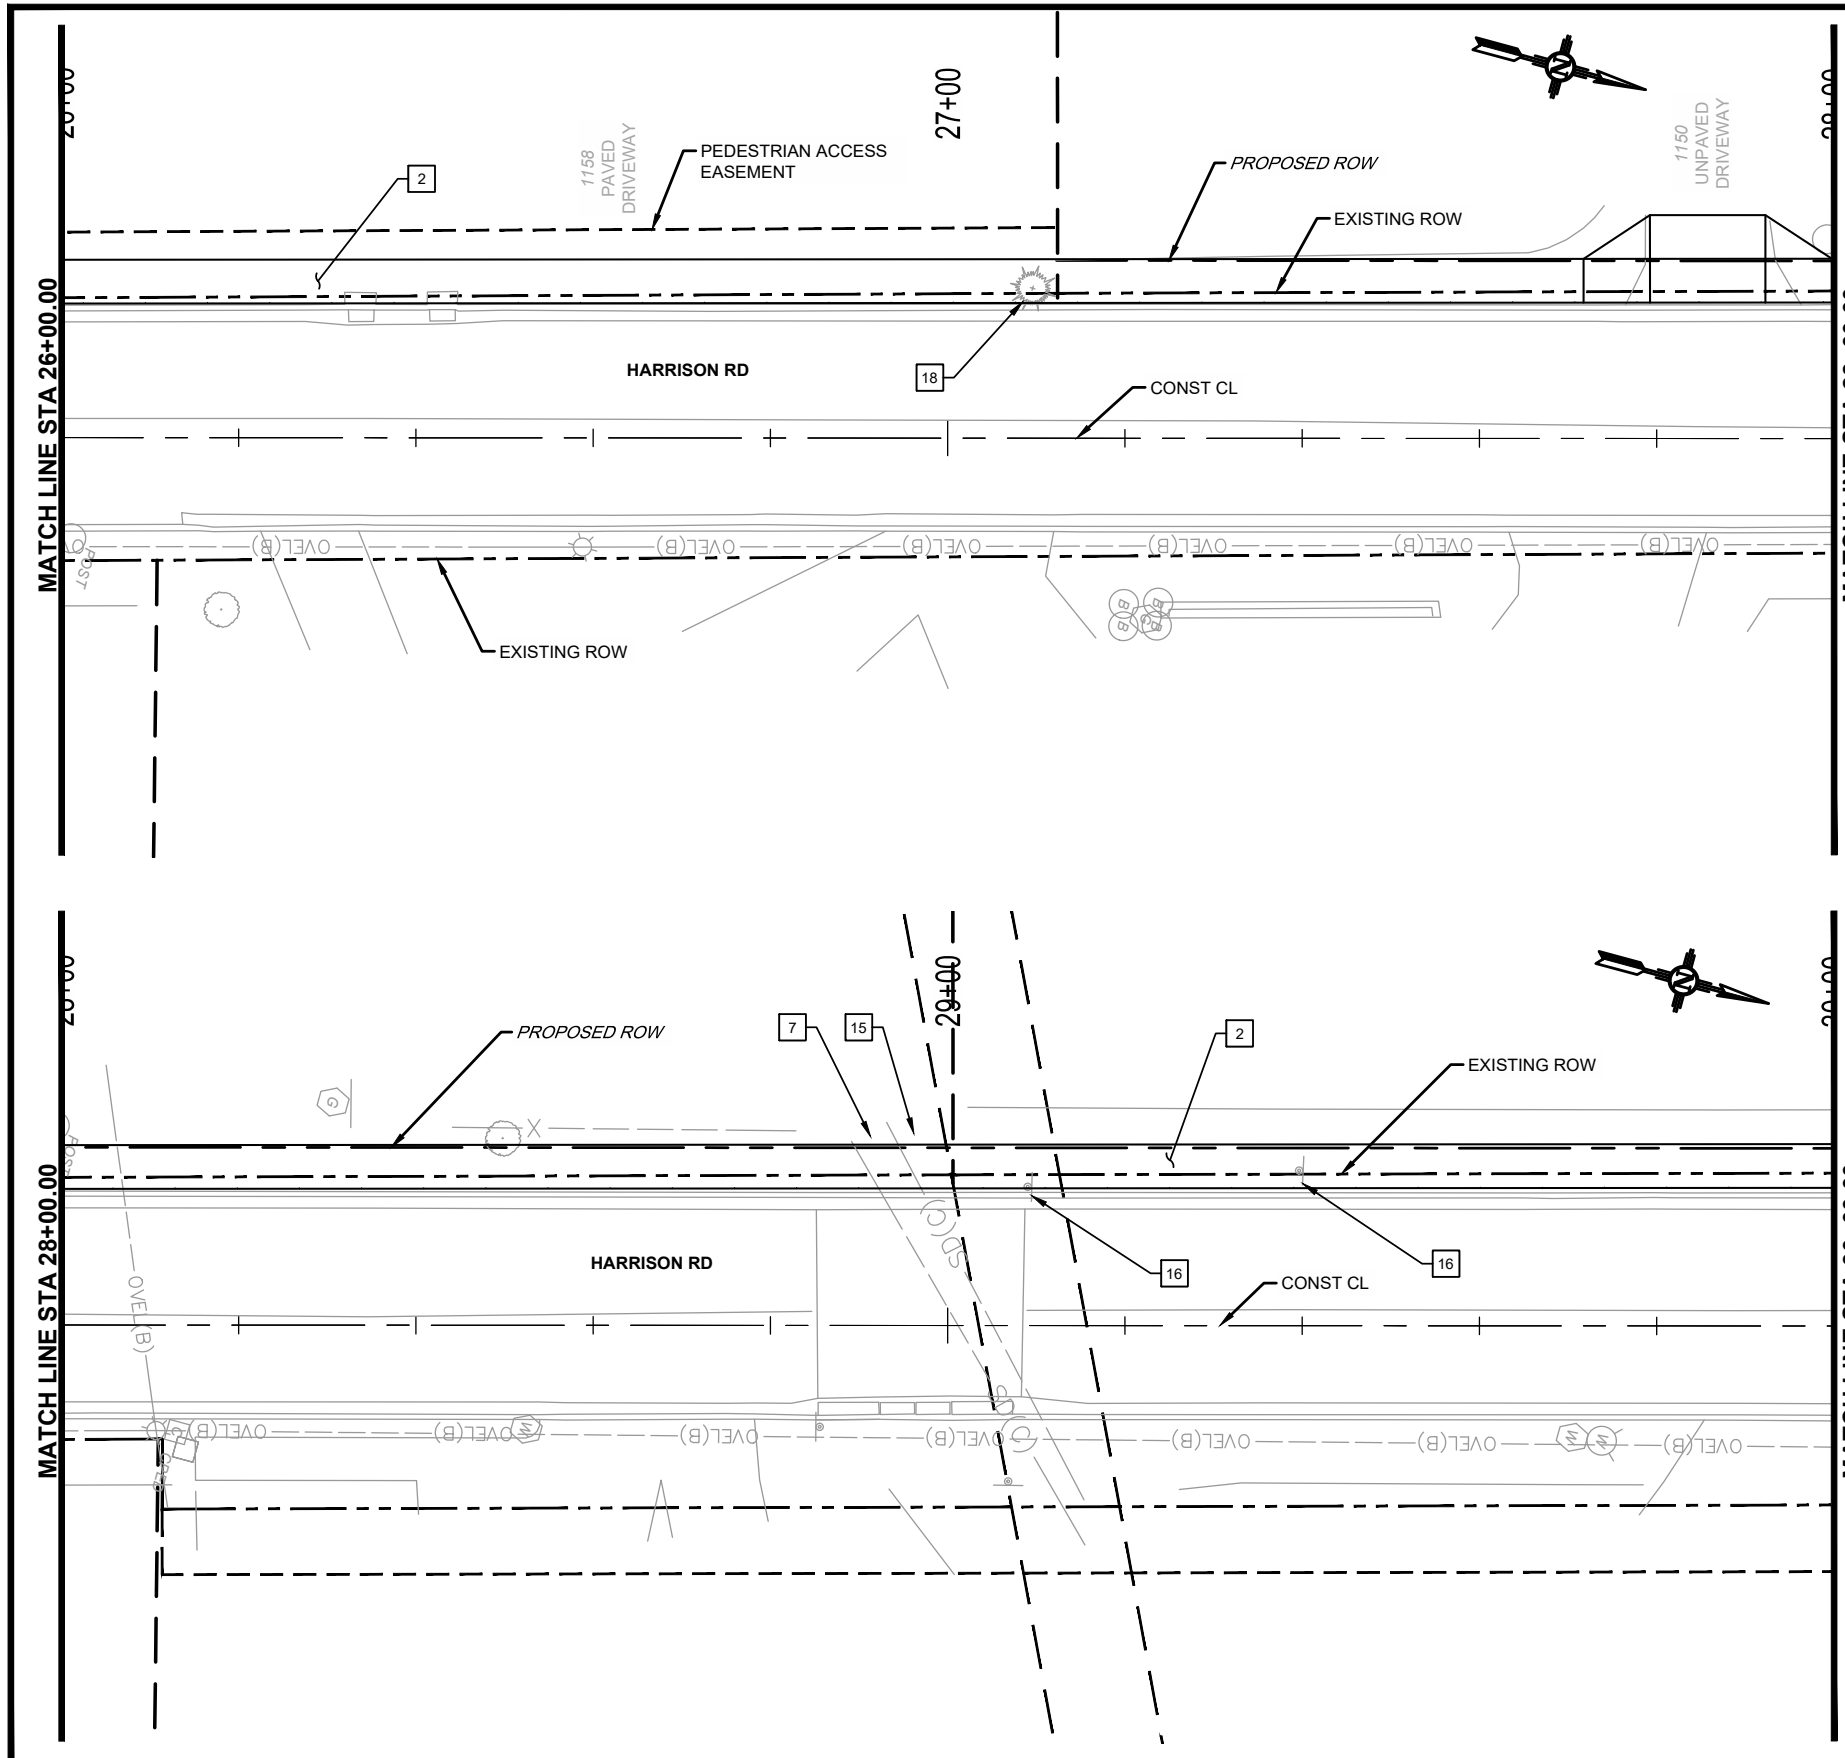 27+00
N
1158
PAVED
DRIVEWAY
PEDESTRIAN ACCESS
EASEMENT
PROPOSED ROW
1150
UNPAVED
DRIVEWAY
2
EXISTING ROW
MATCH LINE STA 26+00.00
HARRISON RD
18
CONST CL
OVEL(B)
OVEL(B)
OVEL(B)
OVEL(B)
OVEL(B)
OVEL(B)
POST
B
B
G
B
B
EXISTING ROW
29+00
N
PROPOSED ROW
7
15
2
EXISTING ROW
G
X
MATCH LINE STA 28+00.00
SD(C)
HARRISON RD
16
16
CONST CL
OVEL(B)
SD(C)
OVEL(B)
OVEL(B)
W
OVEL(B)
OVEL(B)
OVEL(B)
OVEL(B)
W
W
OVEL(B)